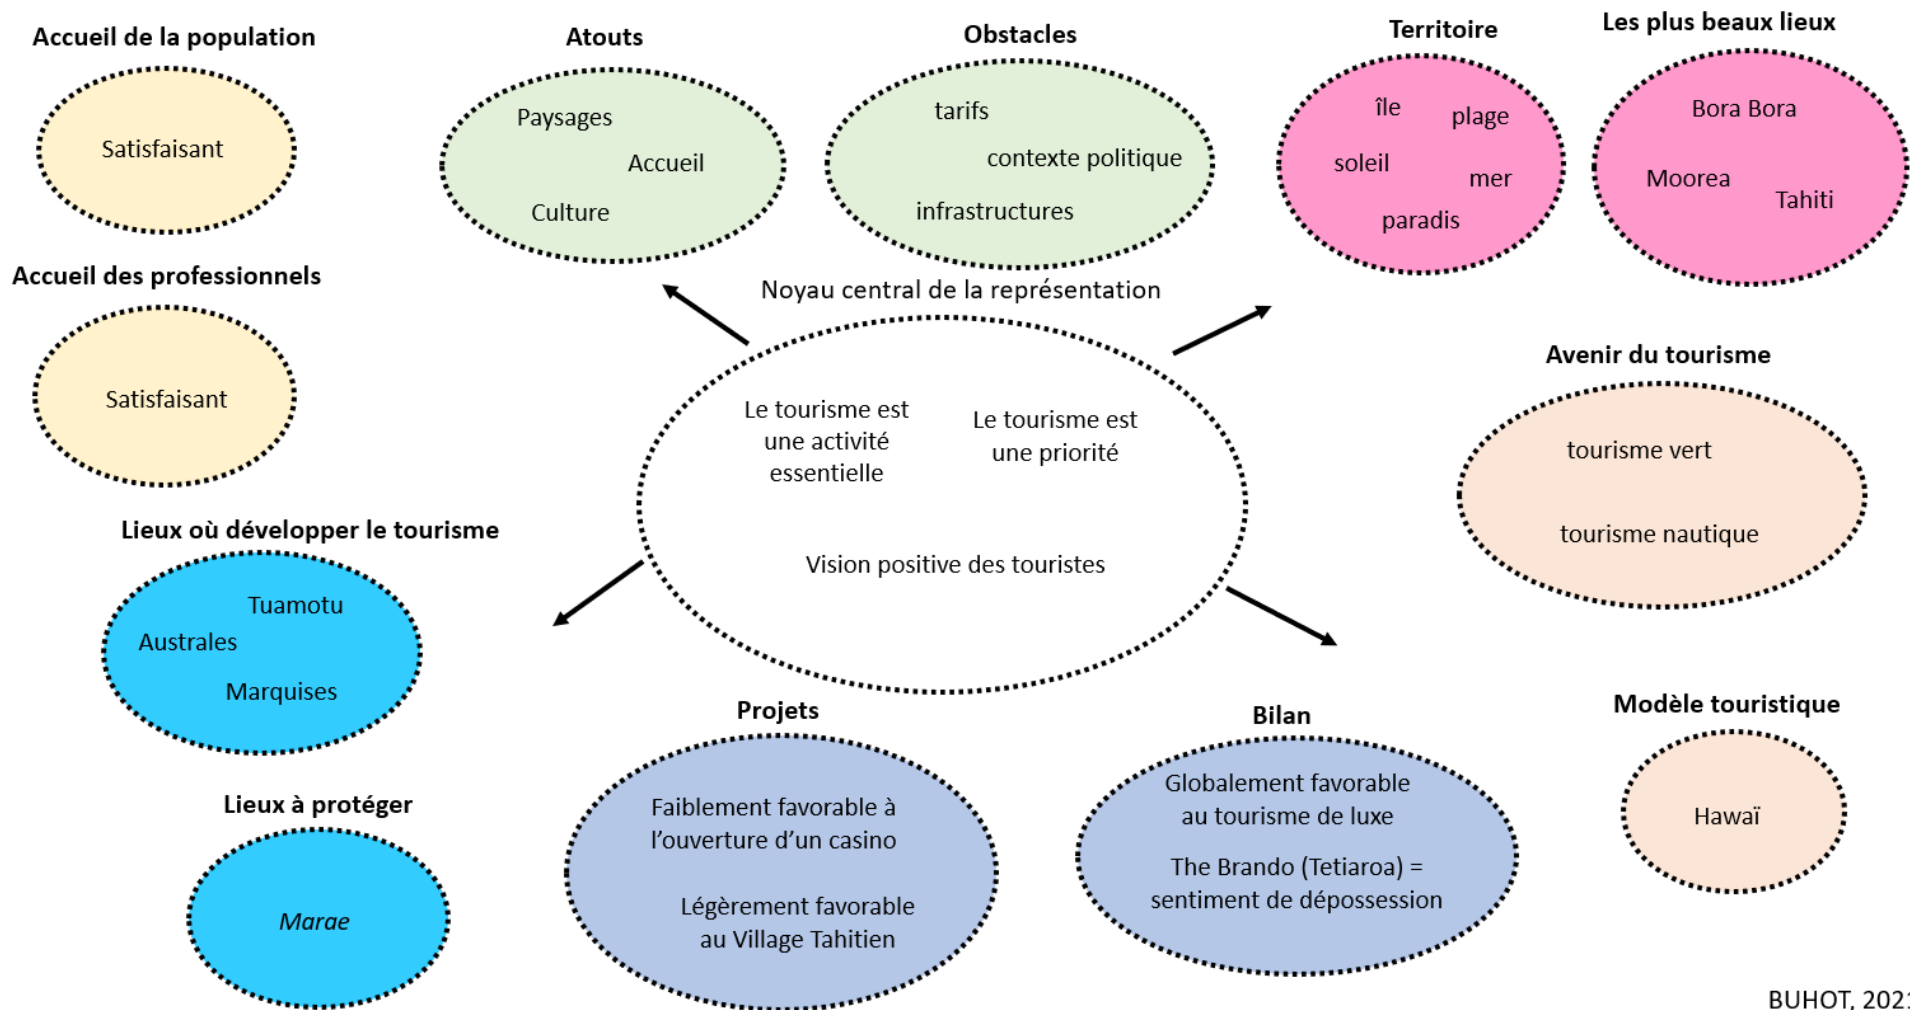 Accueil de la population
Satisfaisant
Atouts
Paysages
Accueil
Culture
Obstacles
tarifs
contexte politique
infrastructures
Territoire
île
plage
soleil
mer
paradis
Les plus beaux lieux
Bora Bora
Moorea
Tahiti
Accueil des professionnels
Satisfaisant
Noyau central de la représentation
Le tourisme est
une activité
essentielle
Le tourisme est
une priorité
Vision positive des touristes
Avenir du tourisme
tourisme vert
tourisme nautique
Lieux où développer le tourisme
Tuamotu
Australes
Marquises
Lieux à protéger
Marae
Projets
Faiblement favorable à
l’ouverture d’un casino
Légèrement favorable
au Village Tahitien
Bilan
Globalement favorable
au tourisme de luxe
The Brando (Tetiaroa) =
sentiment de dépossession
Modèle touristique
Hawaï
BUHOT, 2021